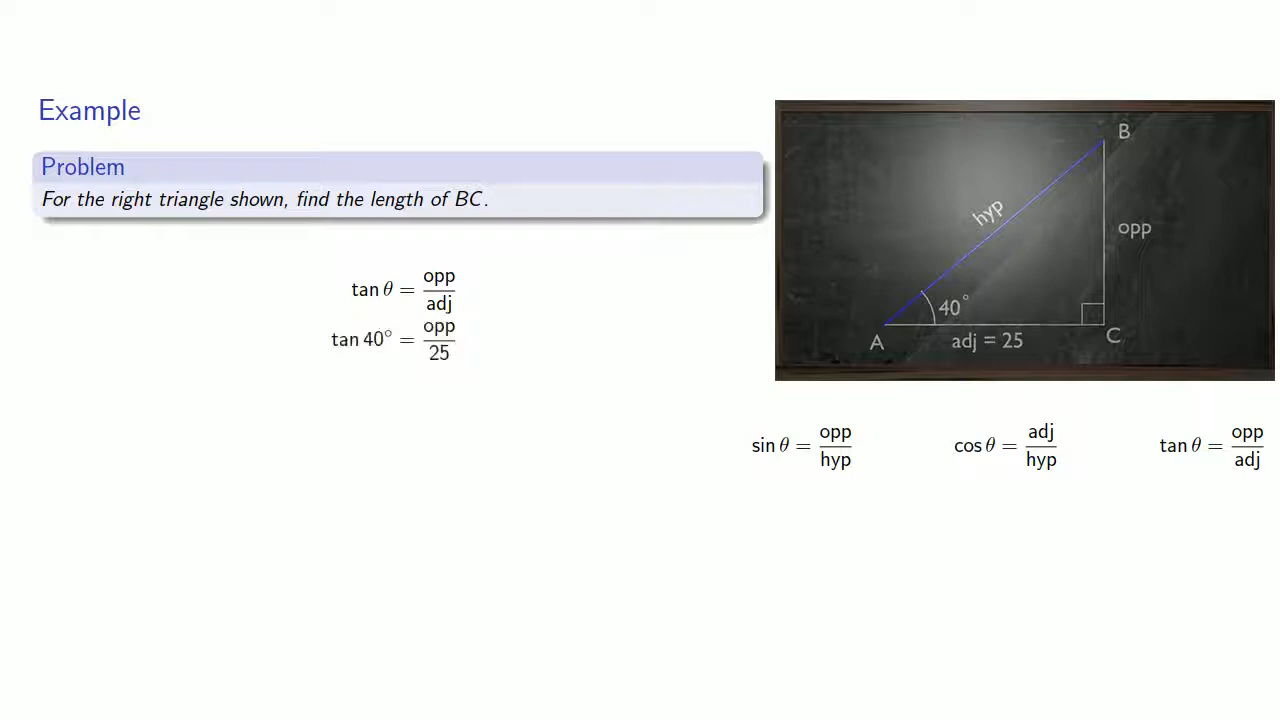 Example
Problem
For the right triangle shown, find the length of BC.
tan θ = opp/adj
tan 40° = opp/25
B
hyp
opp
40°
A
adj = 25
C
sin θ = opp/hyp
cos θ = adj/hyp
tan θ = opp/adj